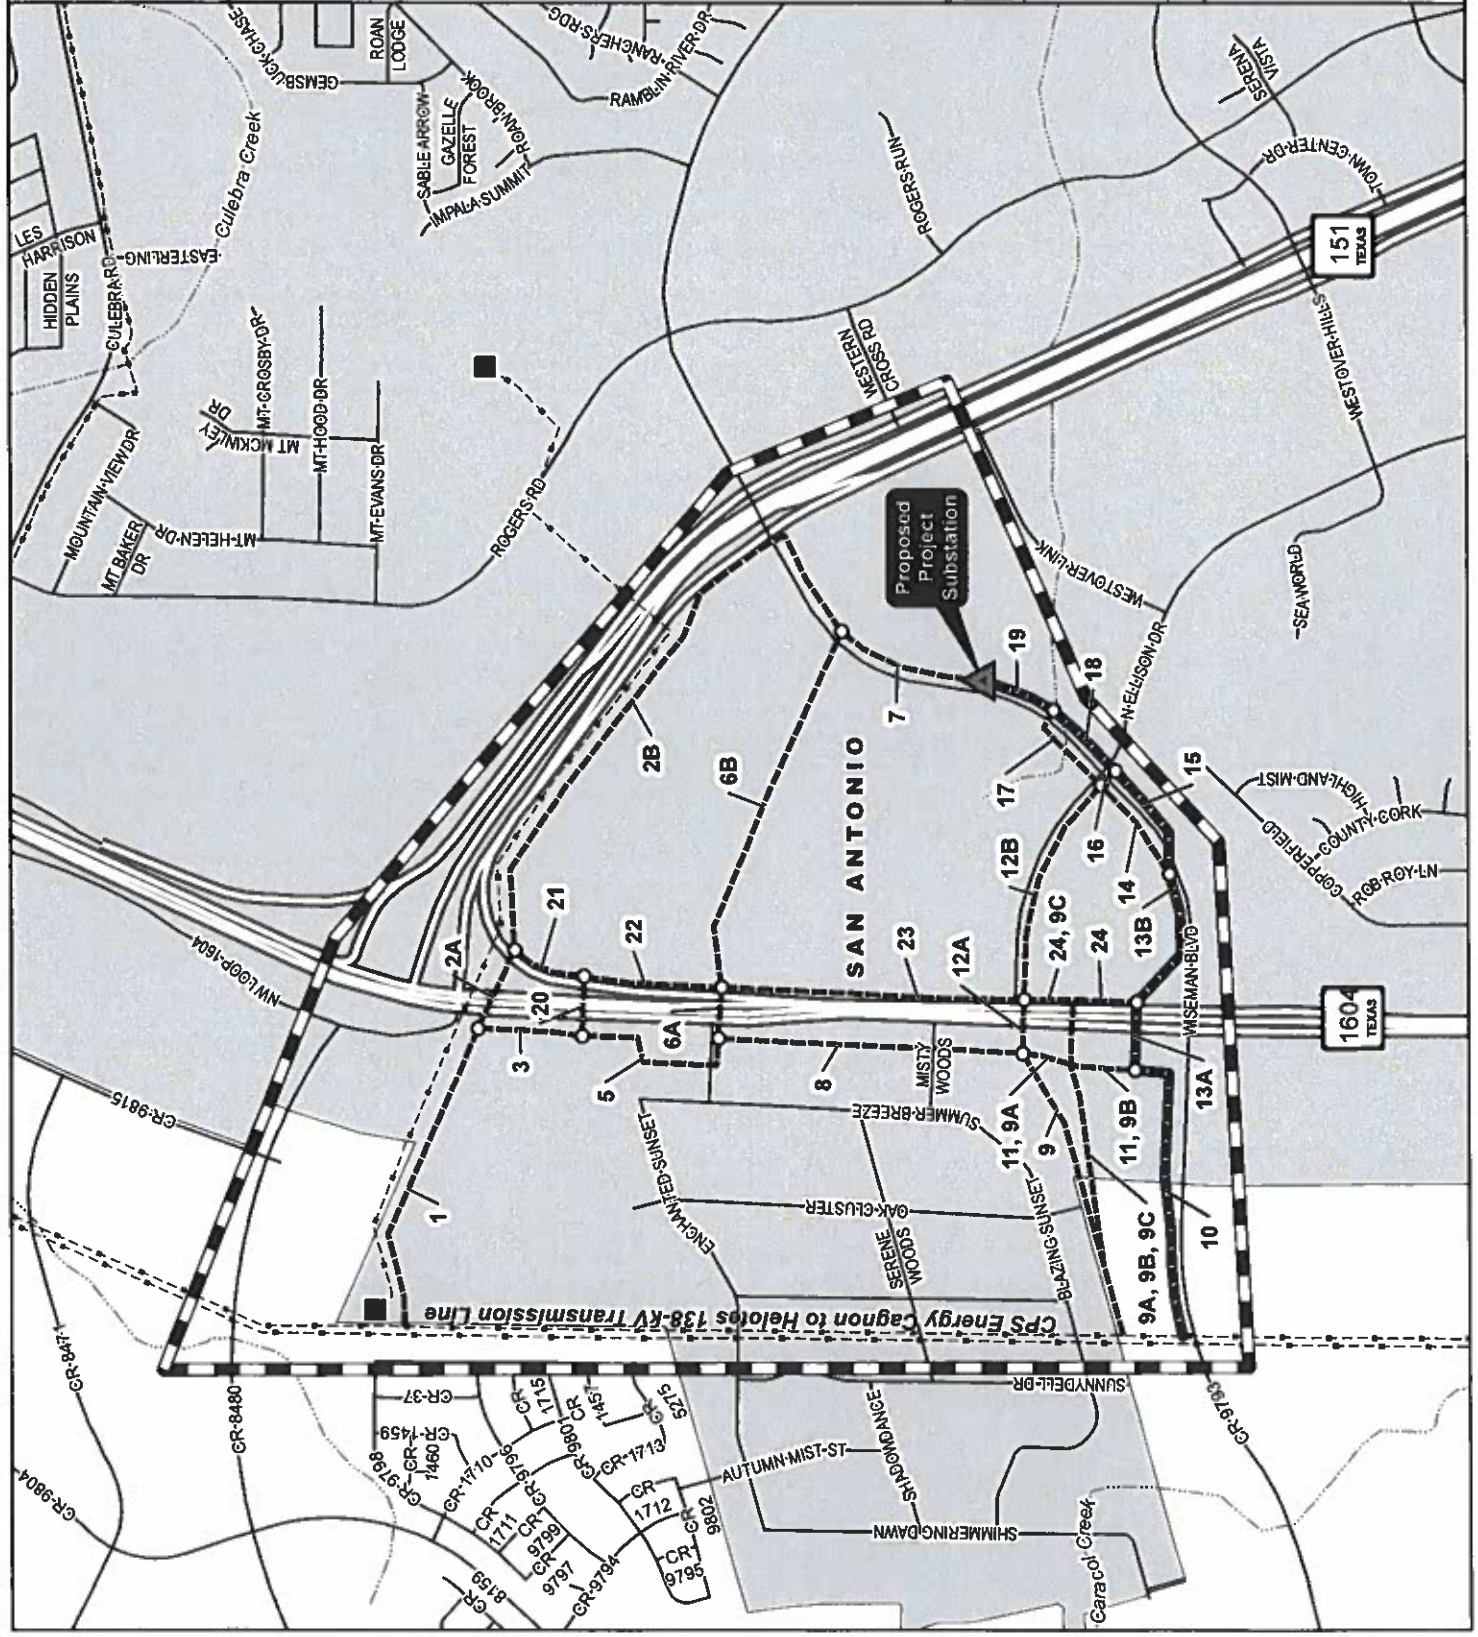 GEMSBUCK CHASE
ROAN
LODGE
RANCHERS RDG
RAMBLIN RIVER DR
SERENA
VISTA
Culebra Creek
SABLE ARROW
GAZELLE
FOREST
ROAN BROOK
IMPALA SUMMIT
ROGERS RUN
TOWN CENTER DR
LES
HARRISON
HIDDEN
PLAINS
CULEBRA RD
EASTERLING
151
TEXAS
MT CROSBY DR
MT MCKINLEY
DR
MT HOOD DR
MT EVANS DR
MOUNTAIN VIEW DR
MT BAKER
DR
MT HELEN DR
ROGERS RD
WESTERN
CROSS RD
WESTOVER HILLS
Proposed
Project
Substation
WESTOVER LINK
SEA WORLD
N ELLISON DR
19
18
7
2B
6B
17
15
16
SAN ANTONIO
12B
14
HIGHLAND MIST
COUNTY CORK
COPPERFIELD
ROB ROY LN
NW LOOP 1604
2A
21
22
23
12A
24, 9C
24
13B
WISEMAN BLVD
20
6A
3
5
8
MISTY
WOODS
1604
TEXAS
13A
CR 9815
ENCHANTED SUNSET
SUMMER BREEZE
11, 9A
9
11, 9B
1
OAK CLUSTER
SERENE
WOODS
BLAZING SUNSET
9A, 9B, 9C
10
CPS Energy Cagnon to Helotes 138-kV Transmission Line
CR 8471
CR 8480
CR 9804
CR 37
CR 1459
CR
1460
CR 9798
CR 1710
CR 9796
CR
1715
CR
1457
CR 9801
CR
5275
CR 1713
CR
1711
CR
9799
CR
9797
CR
1712
CR
9802
CR
9795
CR 9794
CR
8159
SUNNYDELL DR
SHADOWDANCE
AUTUMN MIST ST
SHIMMERING DAWN
Caracol Creek
CR 9793